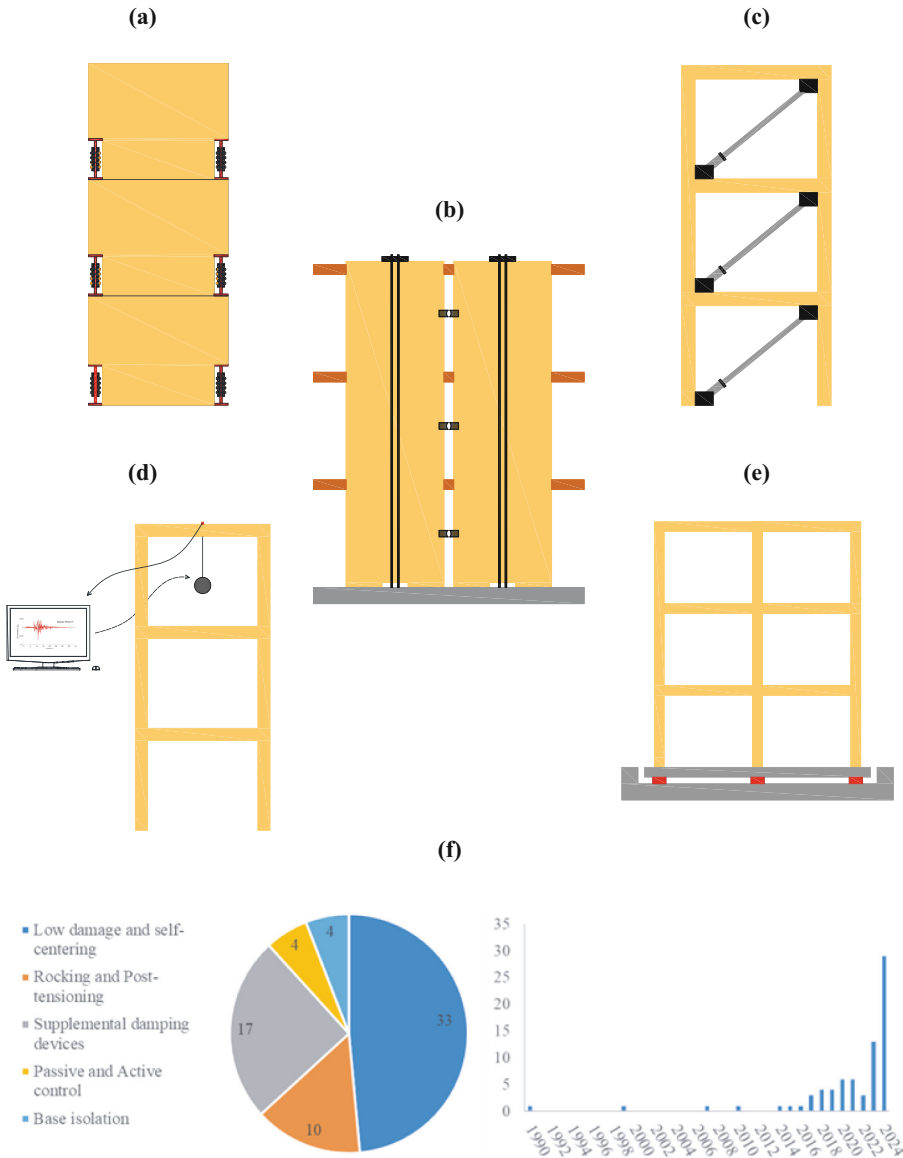 (a)
(c)
(b)
(d)
(e)
(f)
Low damage and self-
centering
Rocking and Post-
tensioning
Supplemental damping
devices
Passive and Active
control
Base isolation
4
4
17
33
10
35
30
25
20
15
10
5
0
1990
1992
1994
1996
1998
2000
2002
2004
2006
2008
2010
2012
2014
2016
2018
2020
2022
2024